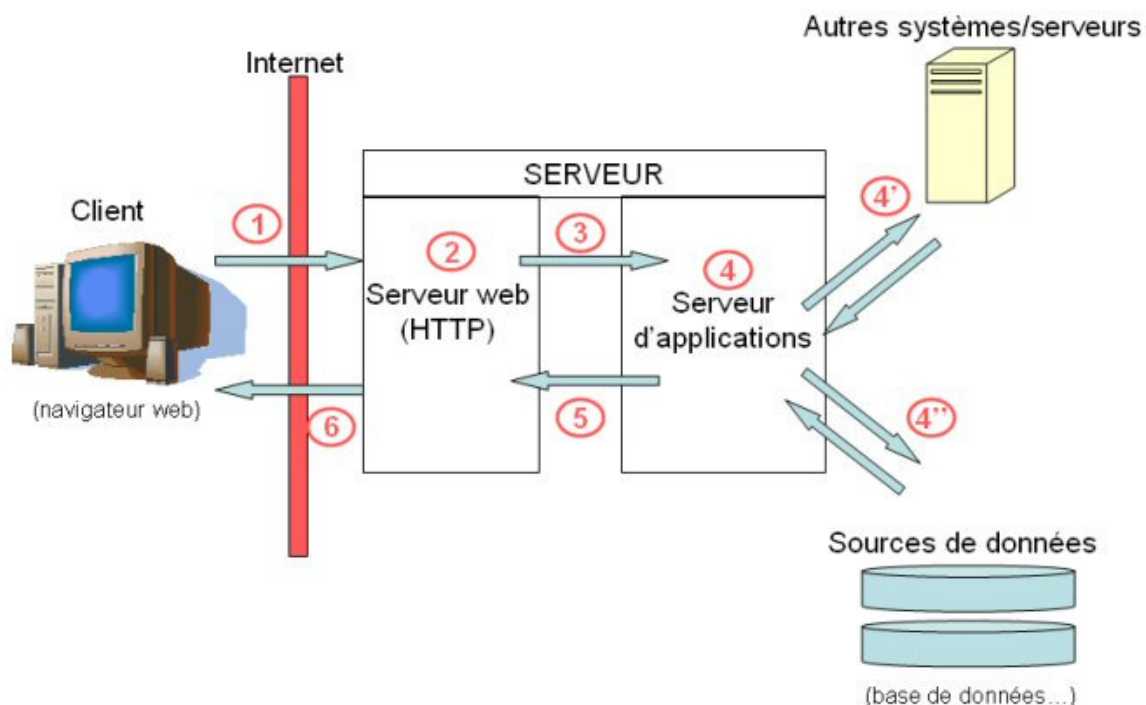 Autres systèmes/serveurs
Internet
SERVEUR
Client
1
2
3
4
4'
Serveur web
(HTTP)
Serveur
d'applications
(navigateur web)
6
5
4''
Sources de données
(base de données...)